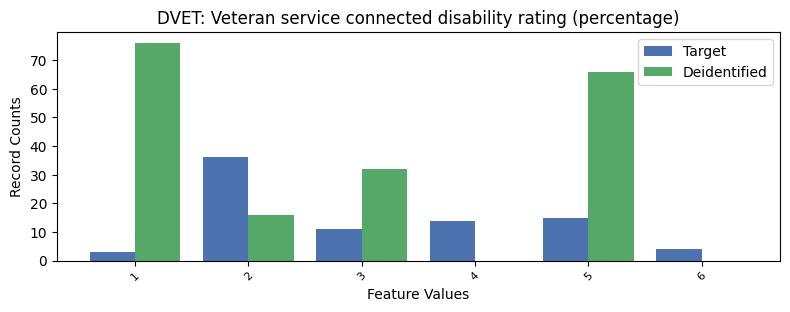 DVET: Veteran service connected disability rating (percentage)
Target
Deidentified
Record Counts
70
60
50
40
30
20
10
0
1 2 3 4 5 6
Feature Values